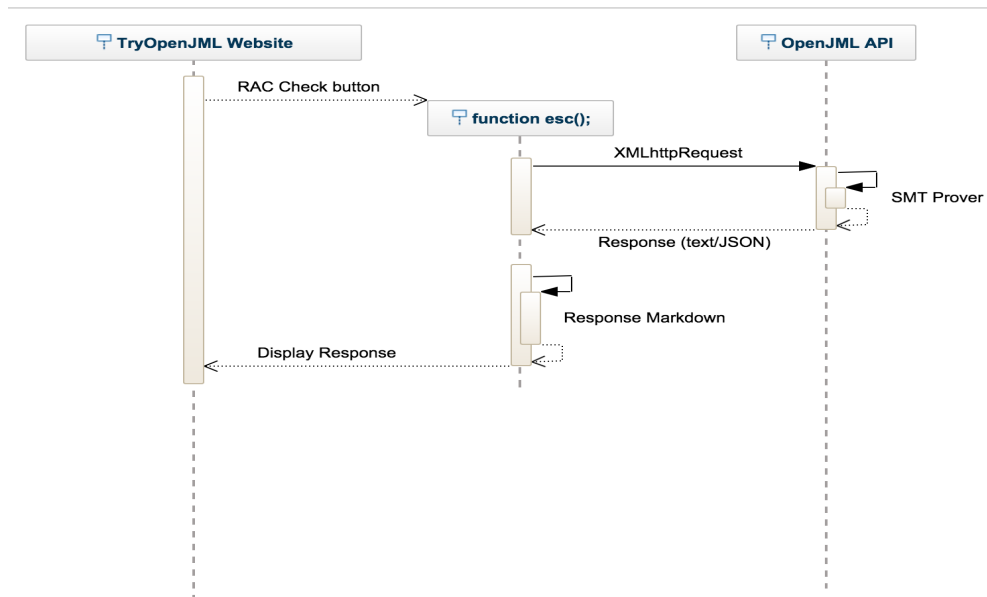 TryOpenJML Website
OpenJML API
RAC Check button
function esc();
XMLhttpRequest
SMT Prover
Response (text/JSON)
Response Markdown
Display Response